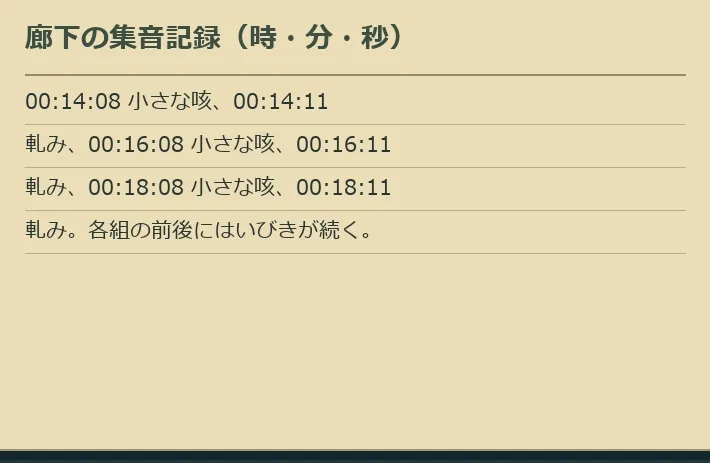 廊下の集音記録（時・分・秒）
00:14:08 小さな咳、00:14:11
軋み、00:16:08 小さな咳、00:16:11
軋み、00:18:08 小さな咳、00:18:11
軋み。各組の前後にはいびきが続く。